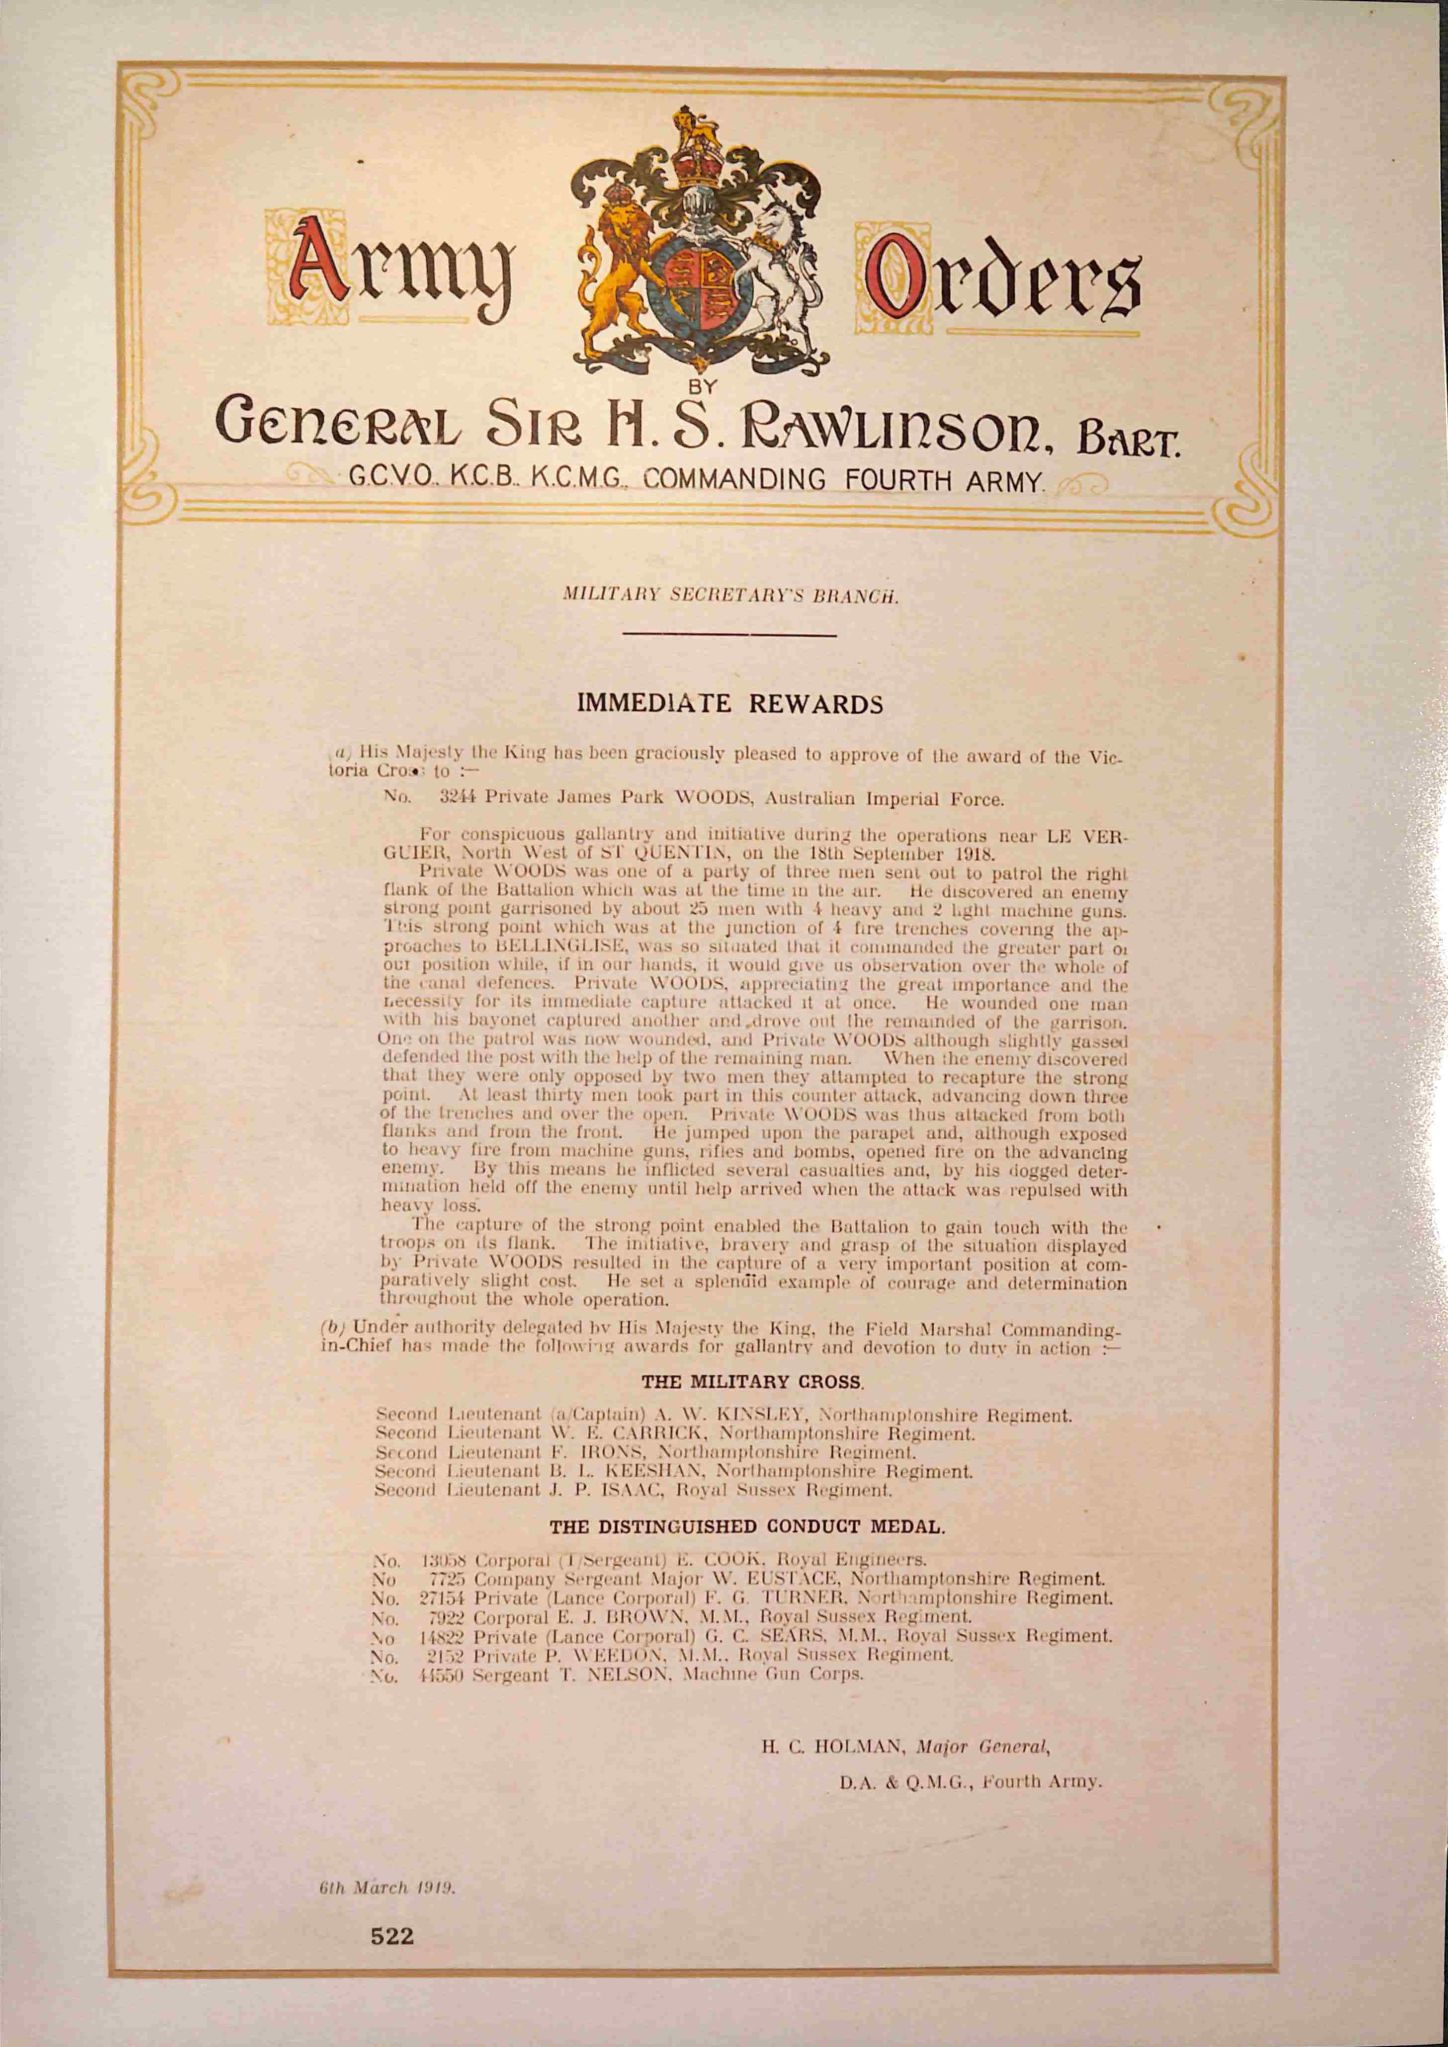 Army Orders
BY
GENERAL SIR H. S. RAWLINSON, BART.
G.C.V.O., K.C.B., K.C.M.G., COMMANDING FOURTH ARMY.
MILITARY SECRETARY'S BRANCH.
IMMEDIATE REWARDS
(a) His Majesty the King has been graciously pleased to approve of the award of the Vic-
toria Cross to :—
No. 3244 Private James Park WOODS, Australian Imperial Force.
For conspicuous gallantry and initiative during the operations near LE VER-
GUIER, North West of ST QUENTIN, on the 18th September 1918.
Private WOODS was one of a party of three men sent out to patrol the right
flank of the Battalion which was at the time in the air. He discovered an enemy
strong point garrisoned by about 25 men with 4 heavy and 2 light machine guns.
This strong point which was at the junction of 4 fire trenches covering the ap-
proaches to BELLINGLISE, was so situated that it commanded the greater part of
our position while, if in our hands, it would give us observation over the whole of
the canal defences. Private WOODS, appreciating the great importance and the
necessity for its immediate capture attacked it at once. He wounded one man
with his bayonet captured another and drove out the remainded of the garrison.
One on the patrol was now wounded, and Private WOODS although slightly gassed
defended the post with the help of the remaining man. When the enemy discovered
that they were only opposed by two men they attampted to recapture the strong
point. At least thirty men took part in this counter attack, advancing down three
of the trenches and over the open. Private WOODS was thus attacked from both
flanks and from the front. He jumped upon the parapet and, although exposed
to heavy fire from machine guns, rifles and bombs, opened fire on the advancing
enemy. By this means he inflicted several casualties and, by his dogged deter-
mination held off the enemy until help arrived when the attack was repulsed with
heavy loss.
The capture of the strong point enabled the Battalion to gain touch with the
troops on its flank. The initiative, bravery and grasp of the situation displayed
by Private WOODS resulted in the capture of a very important position at com-
paratively slight cost. He set a splendid example of courage and determination
throughout the whole operation.
(b) Under authority delegated by His Majesty the King, the Field Marshal Commanding-
in-Chief has made the following awards for gallantry and devotion to duty in action :—
THE MILITARY CROSS.
Second Lieutenant (a/Captain) A. W. KINSLEY, Northamptonshire Regiment.
Second Lieutenant W. E. CARRICK, Northamptonshire Regiment.
Second Lieutenant F. IRONS, Northamptonshire Regiment.
Second Lieutenant B. L. KEESHAN, Northamptonshire Regiment.
Second Lieutenant J. P. ISAAC, Royal Sussex Regiment.
THE DISTINGUISHED CONDUCT MEDAL.
No. 13058 Corporal (T/Sergeant) E. COOK, Royal Engineers.
No 7725 Company Sergeant Major W. EUSTACE, Northamptonshire Regiment.
No. 27154 Private (Lance Corporal) F. G. TURNER, Northamptonshire Regiment.
No. 7922 Corporal E. J. BROWN, M.M., Royal Sussex Regiment.
No 14822 Private (Lance Corporal) G. C. SEARS, M.M., Royal Sussex Regiment.
No. 2152 Private P. WEEDON, M.M., Royal Sussex Regiment.
No. 44550 Sergeant T. NELSON, Machine Gun Corps.
H. C. HOLMAN, Major General,
D.A. & Q.M.G., Fourth Army.
6th March 1919.
522